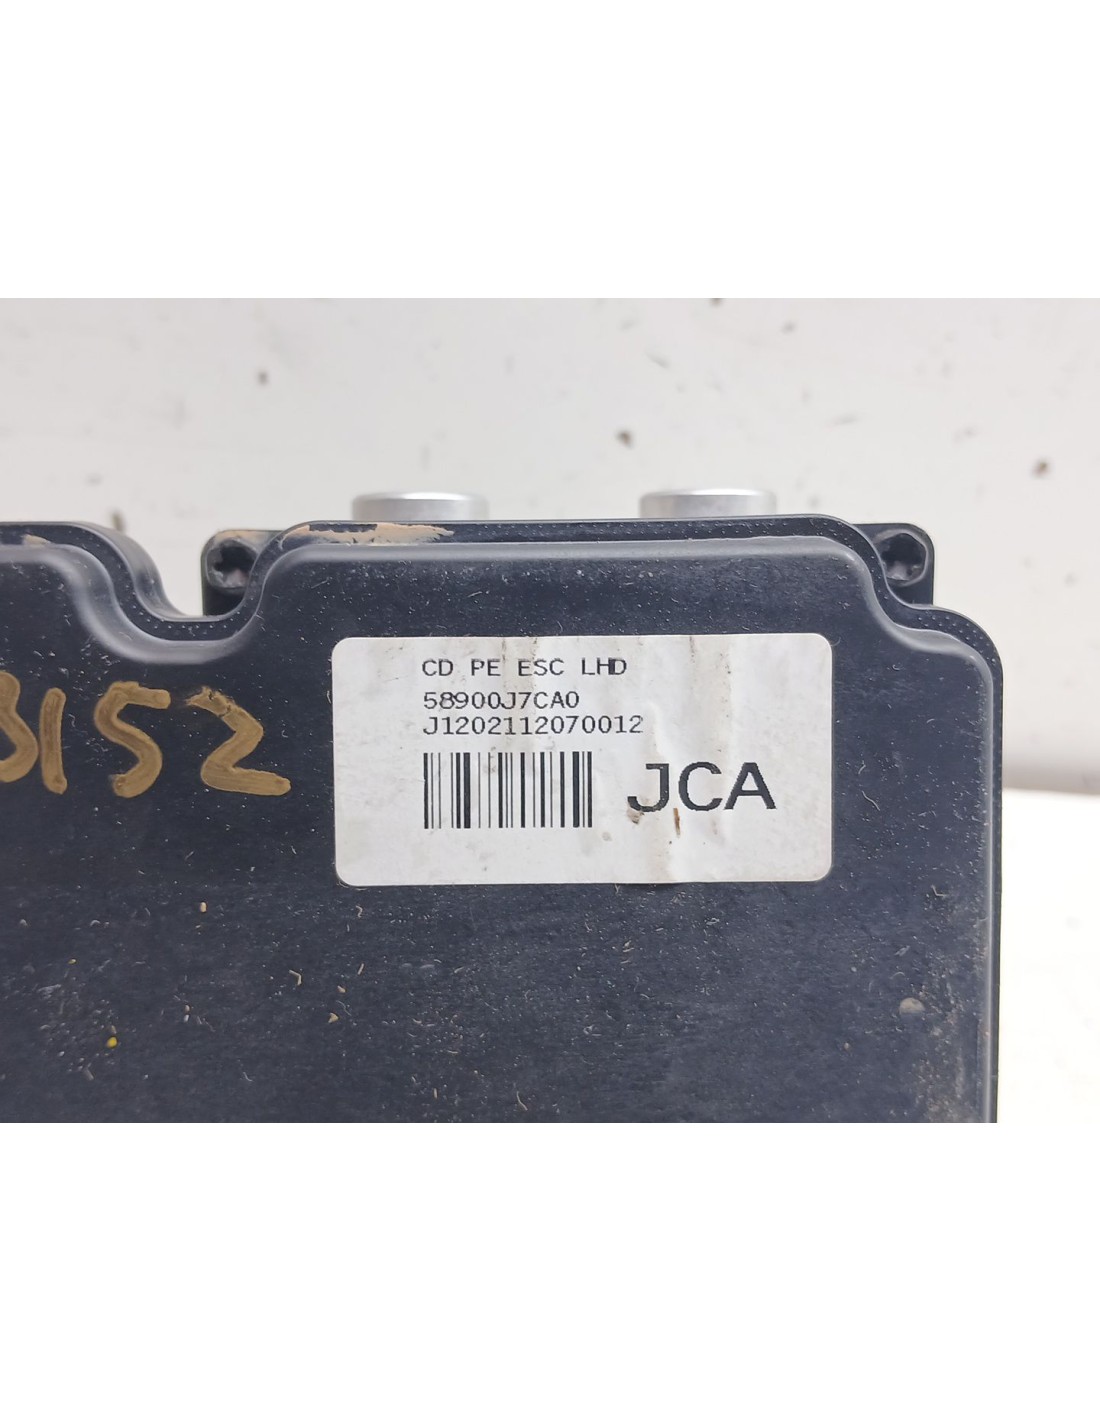 CD PE ESC LHD
58900J7CA0
J1202112070012
JCA
3152